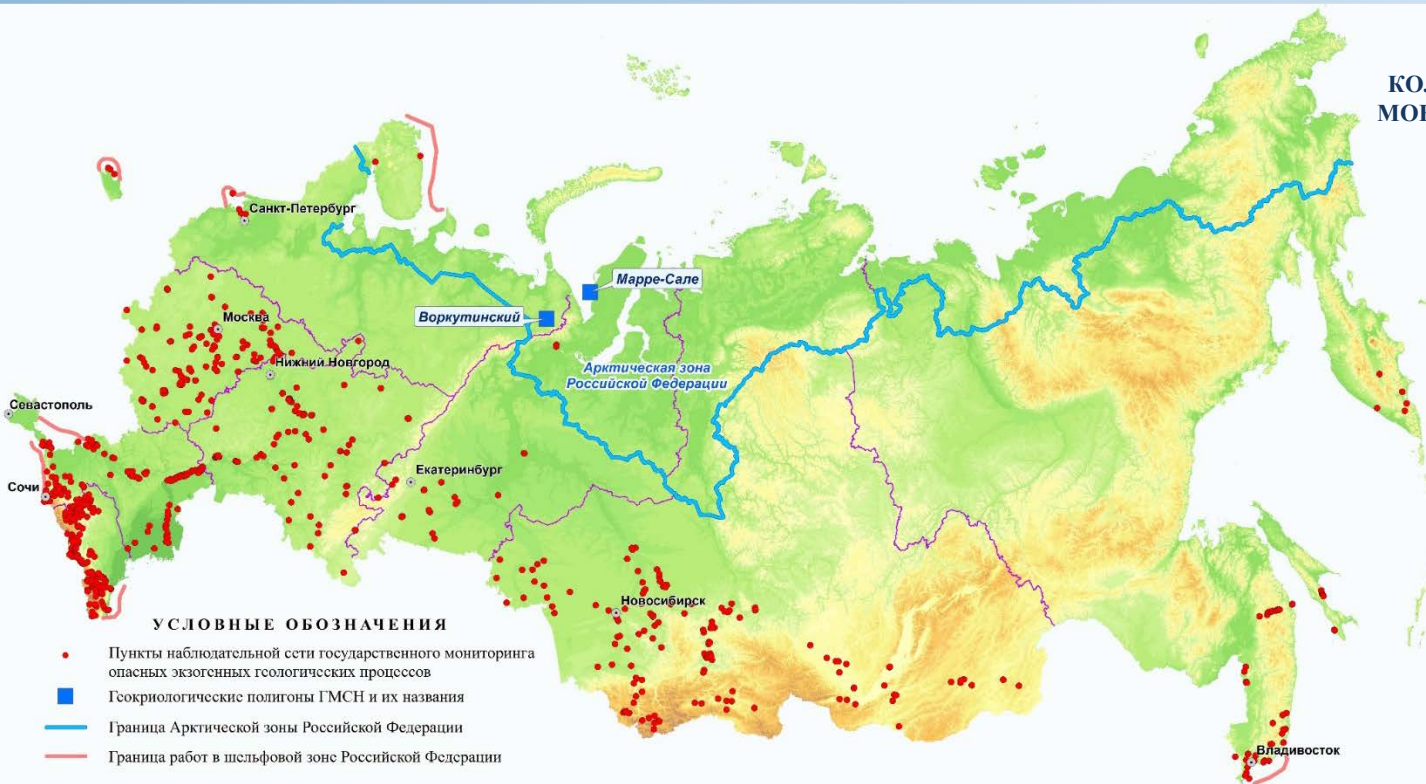 КОЛ
МОН
Санкт-Петербург
Марре-Сале
Воркутинский
Москва
Нижний Новгород
Арктическая зона
Российской Федерации
Севастополь
Екатеринбург
Сочи
Новосибирск
Владивосток
УСЛОВНЫЕ ОБОЗНАЧЕНИЯ
Пункты наблюдательной сети государственного мониторинга
опасных экзогенных геологических процессов
Геокриологические полигоны ГМСН и их названия
Граница Арктической зоны Российской Федерации
Граница работ в шельфовой зоне Российской Федерации